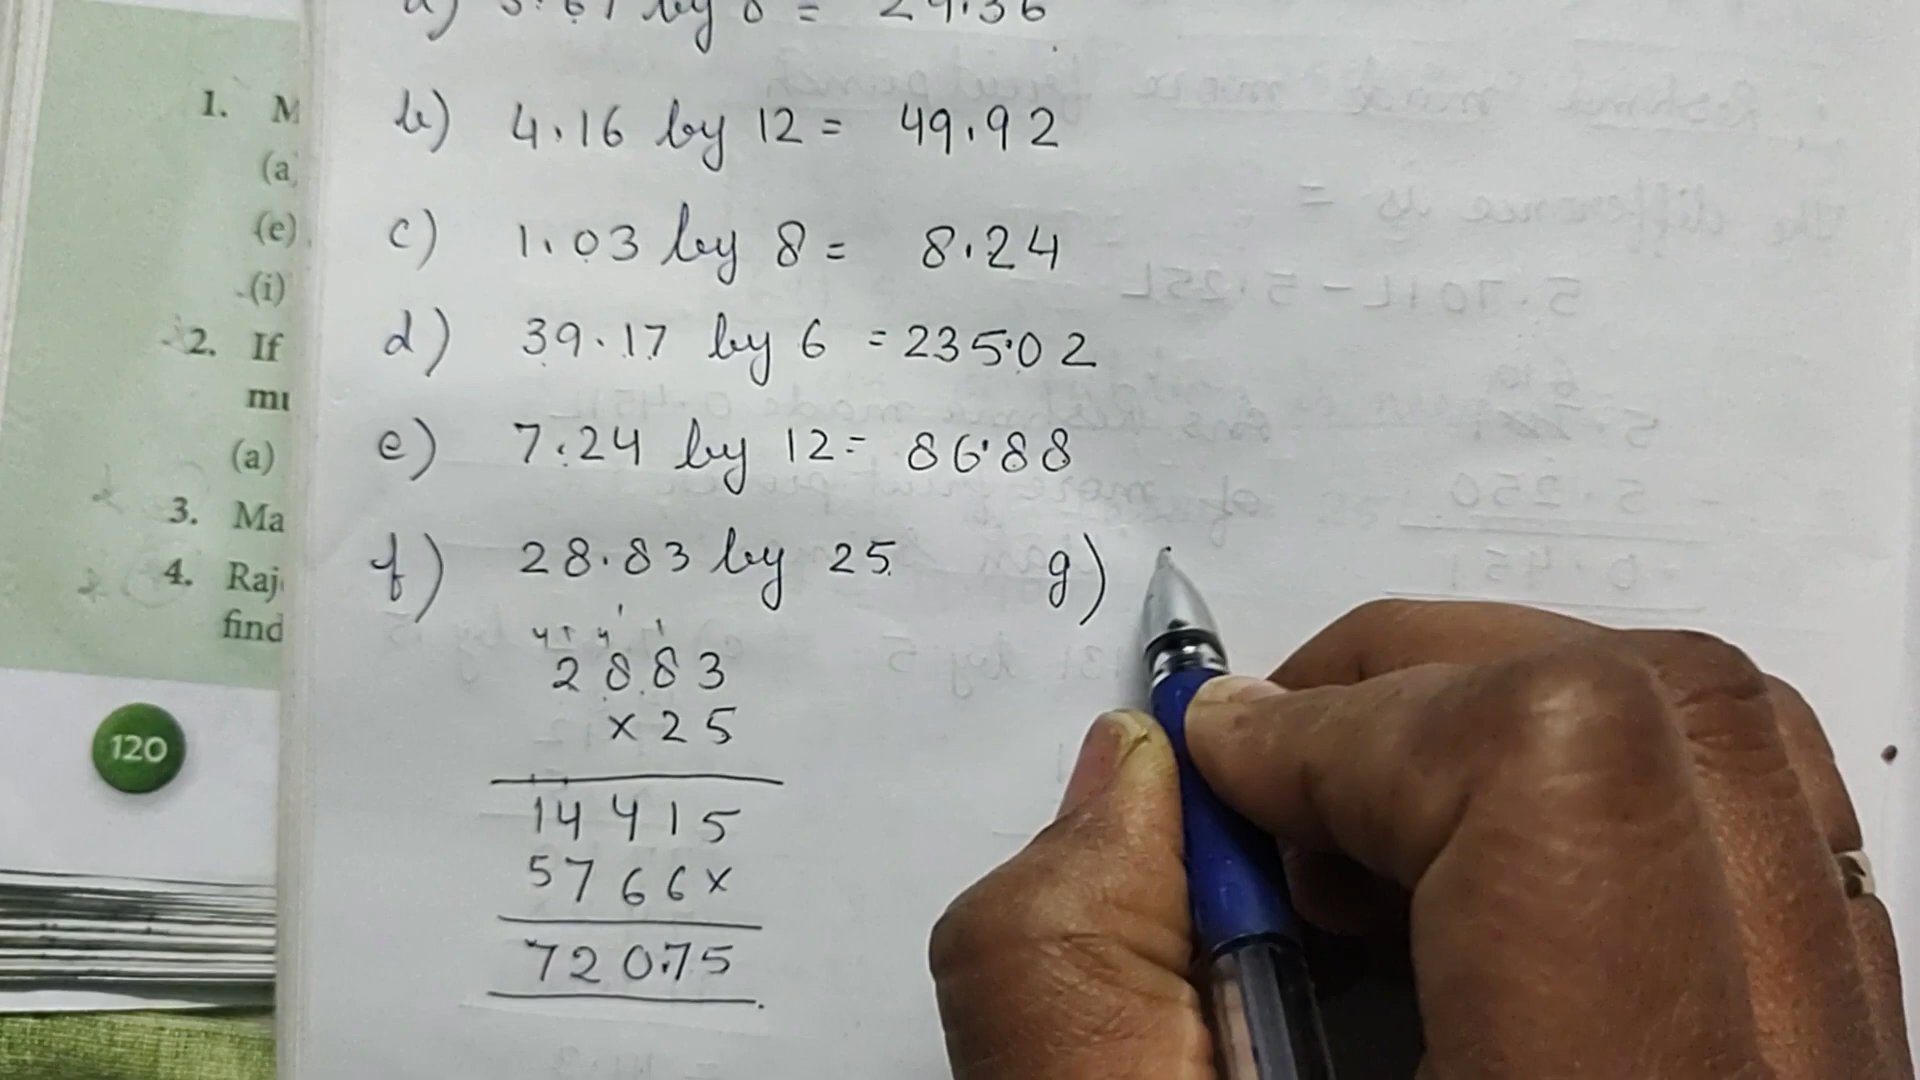 b) 4.16 by 12 = 49.92
c) 1.03 by 8 = 8.24
d) 39.17 by 6 = 235.02
e) 7.24 by 12 = 86.88
f) 28.83 by 25 g)
2883
x 25
14415
5766x
720.75
1. M
(a)
(e)
(i)
2. If
mu
(a)
3. Ma
4. Raj
find
120